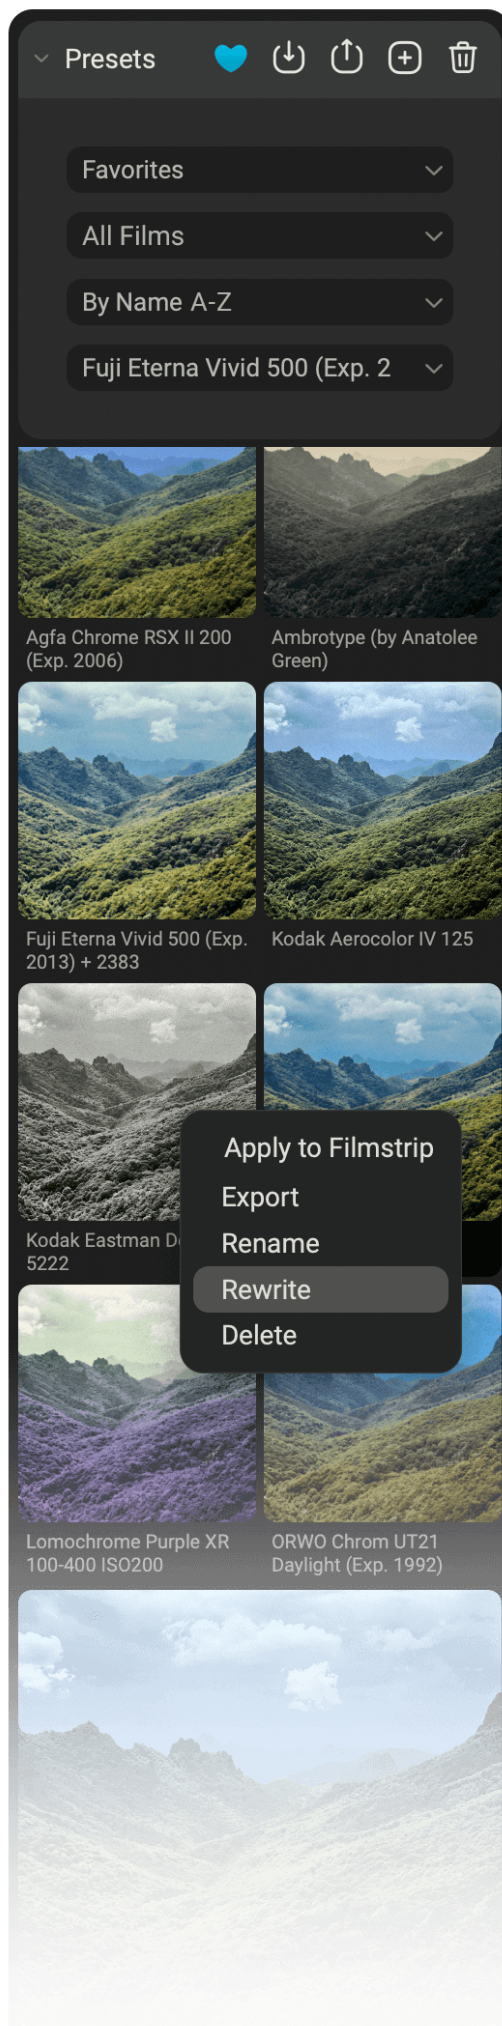 Presets
Favorites
All Films
By Name A-Z
Fuji Eterna Vivid 500 (Exp. 2
Agfa Chrome RSX II 200
(Exp. 2006)
Ambrotype (by Anatolee
Green)
Fuji Eterna Vivid 500 (Exp.
2013) + 2383
Kodak Aerocolor IV 125
Kodak Eastman
5222
Apply to Filmstrip
Export
Rename
Rewrite
Delete
Lomochrome Purple XR
100-400 ISO200
ORWO Chrom UT21
Daylight (Exp. 1992)